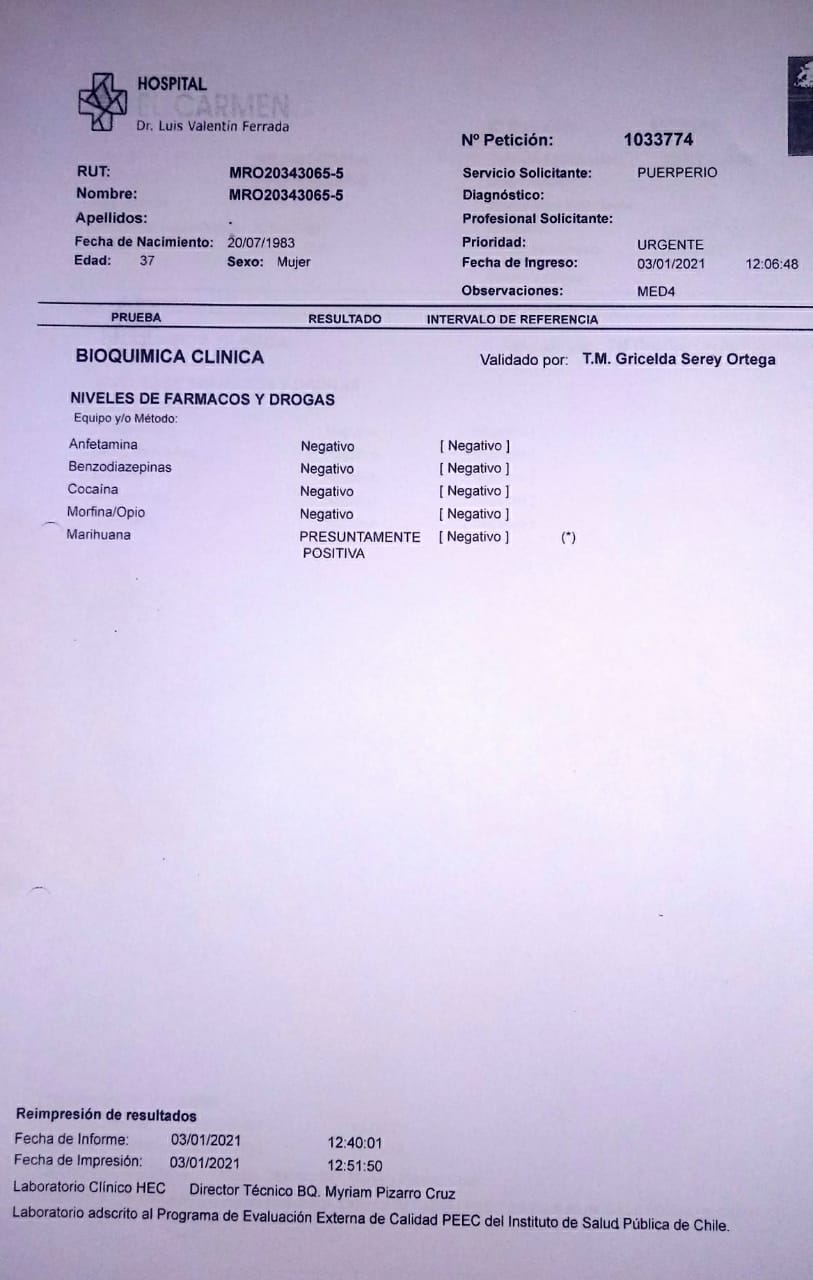 HOSPITAL
EL CARMEN
Dr. Luis Valentín Ferrada
Nº Petición: 1033774
RUT: MRO20343065-5
Servicio Solicitante: PUERPERIO
Nombre: MRO20343065-5
Diagnóstico:
Apellidos: .
Profesional Solicitante:
Fecha de Nacimiento: 20/07/1983
Prioridad: URGENTE
Edad: 37 Sexo: Mujer
Fecha de Ingreso: 03/01/2021 12:06:48
Observaciones: MED4
PRUEBA RESULTADO INTERVALO DE REFERENCIA
BIOQUIMICA CLINICA Validado por: T.M. Gricelda Serey Ortega
NIVELES DE FARMACOS Y DROGAS
Equipo y/o Método:
Anfetamina Negativo [ Negativo ]
Benzodiazepinas Negativo [ Negativo ]
Cocaína Negativo [ Negativo ]
Morfina/Opio Negativo [ Negativo ]
Marihuana PRESUNTAMENTE [ Negativo ] (*)
POSITIVA
Reimpresión de resultados
Fecha de Informe: 03/01/2021 12:40:01
Fecha de Impresión: 03/01/2021 12:51:50
Laboratorio Clínico HEC Director Técnico BQ. Myriam Pizarro Cruz
Laboratorio adscrito al Programa de Evaluación Externa de Calidad PEEC del Instituto de Salud Pública de Chile.